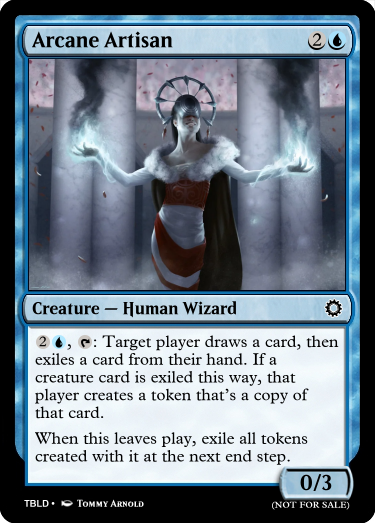 Arcane Artisan 2
Creature — Human Wizard
2, : Target player draws a card, then
exiles a card from their hand. If a
creature card is exiled this way, that
player creates a token that's a copy of
that card.
When this leaves play, exile all tokens
created with it at the next end step.
0/3
TBLD • Tommy Arnold
(NOT FOR SALE)